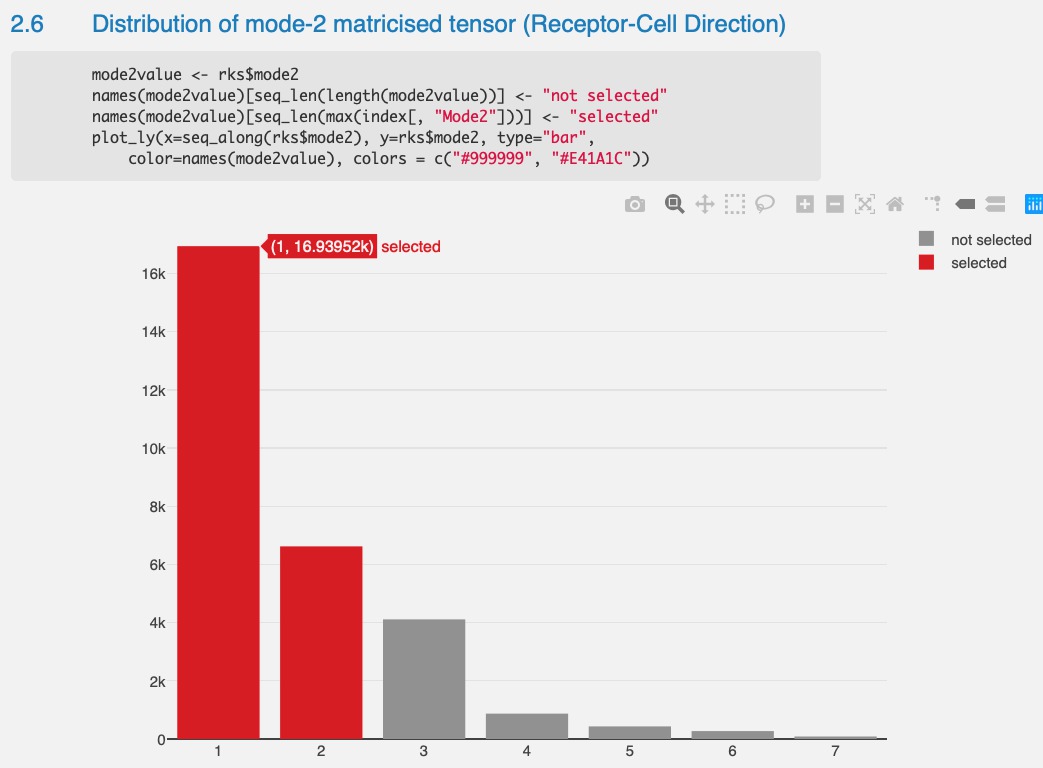 2.6 Distribution of mode-2 matricised tensor (Receptor-Cell Direction)
mode2value <- rks$mode2
names(mode2value)[seq_len(length(mode2value))] <- "not selected"
names(mode2value)[seq_len(max(index[, "Mode2"]))] <- "selected"
plot_ly(x=seq_along(rks$mode2), y=rks$mode2, type="bar",
    color=names(mode2value), colors = c("#999999", "#E41A1C"))
not selected
selected
(1, 16.93952k) selected
16k
14k
12k
10k
8k
6k
4k
2k
0
1 2 3 4 5 6 7